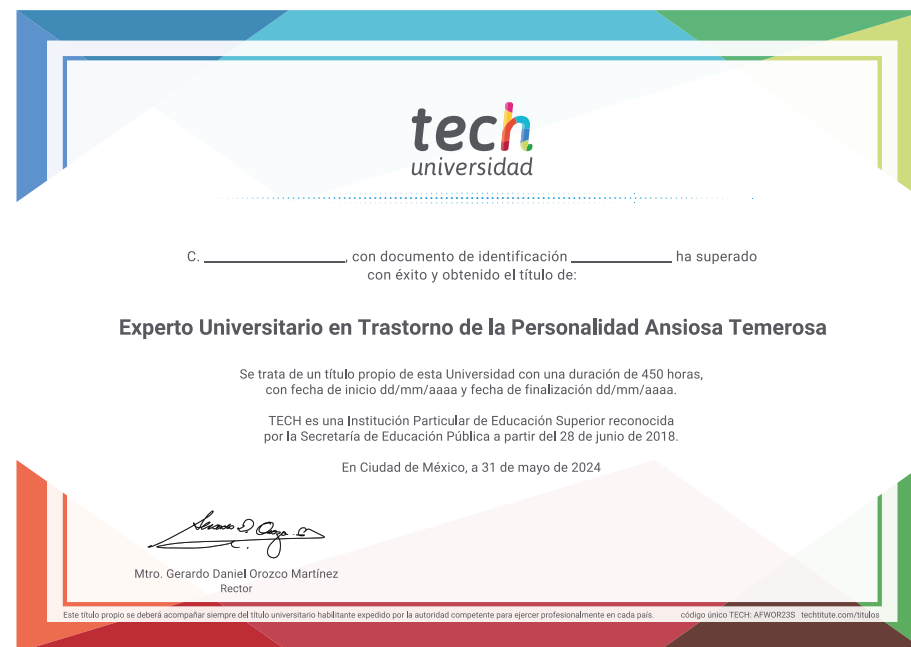 tech
universidad
C. ____________________, con documento de identificación ______________ ha superado
con éxito y obtenido el título de:
Experto Universitario en Trastorno de la Personalidad Ansiosa Temerosa
Se trata de un título propio de esta Universidad con una duración de 450 horas,
con fecha de inicio dd/mm/aaaa y fecha de finalización dd/mm/aaaa.
TECH es una Institución Particular de Educación Superior reconocida
por la Secretaría de Educación Pública a partir del 28 de junio de 2018.
En Ciudad de México, a 31 de mayo de 2024
Mtro. Gerardo Daniel Orozco Martínez
Rector
Este título propio se deberá acompañar siempre del título universitario habilitante expedido por la autoridad competente para ejercer profesionalmente en cada país. código único TECH: AFWOR23S techtitute.com/titulos